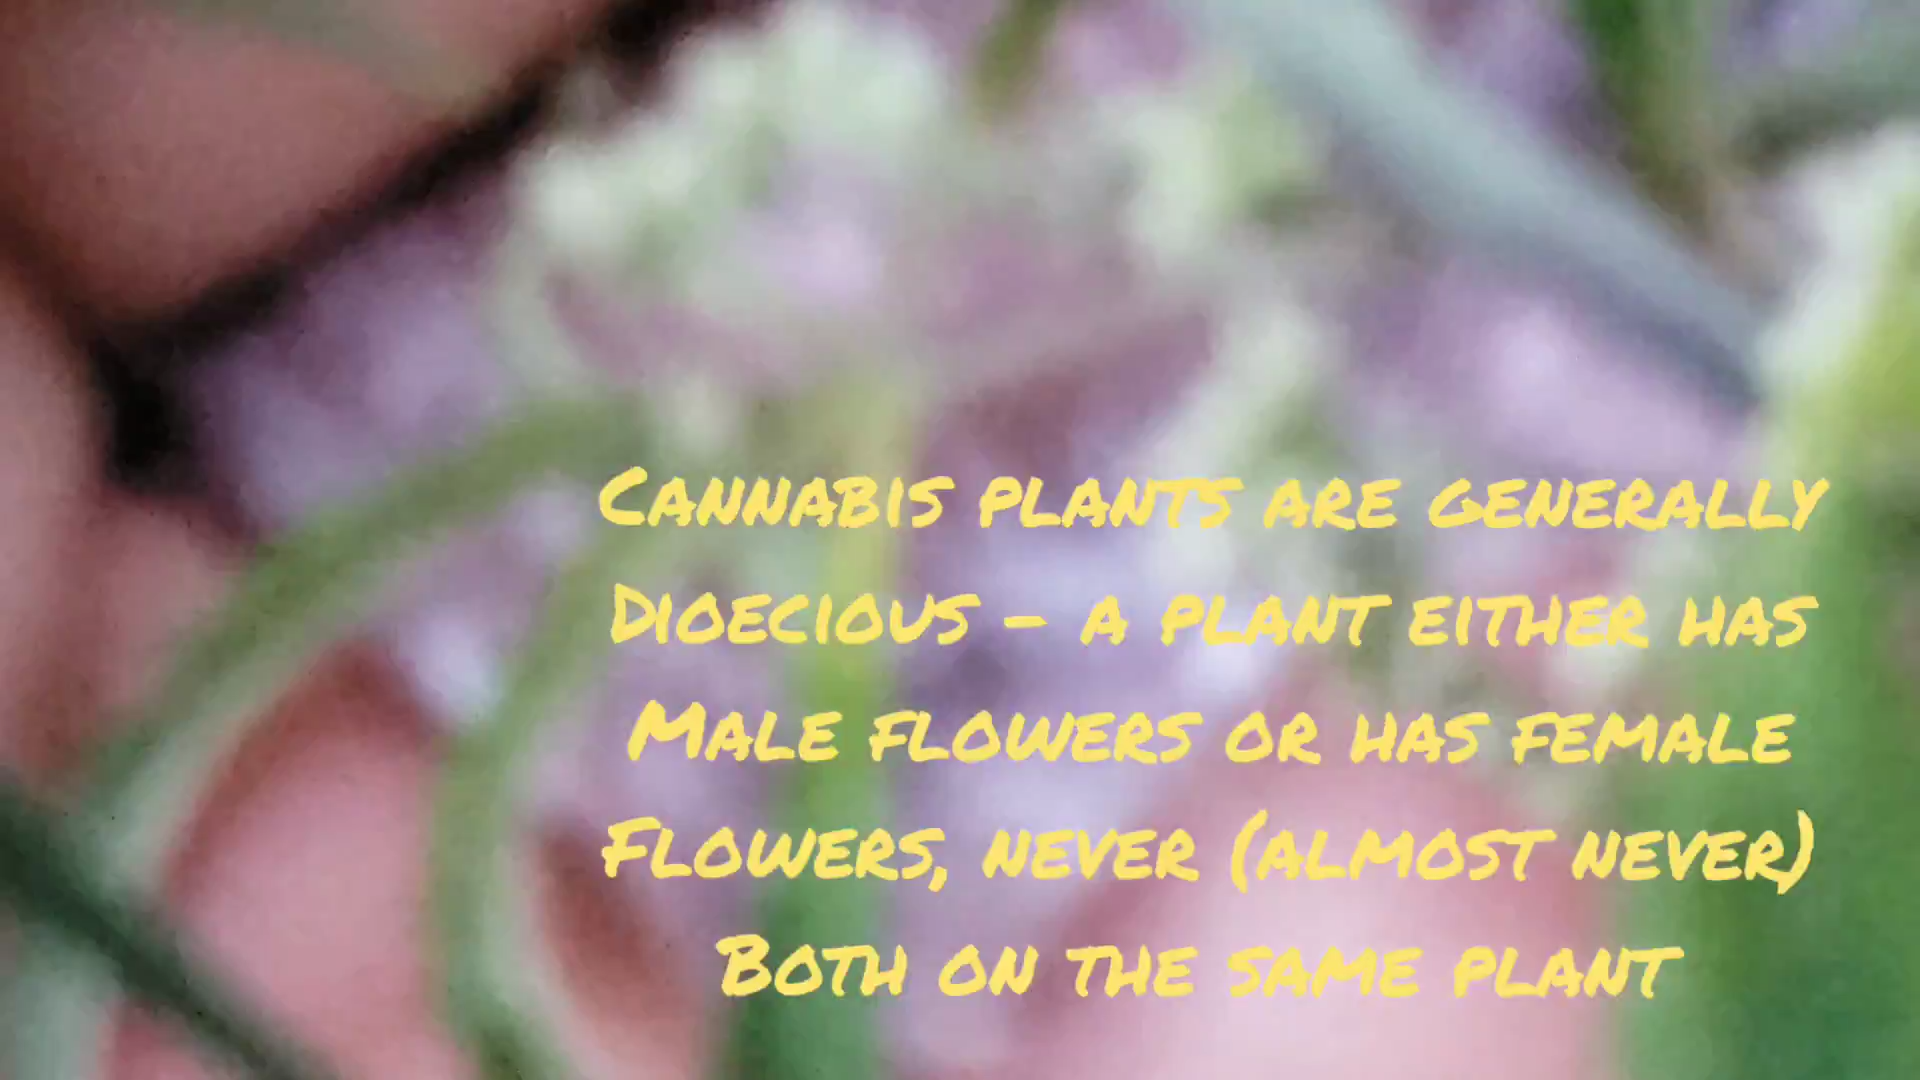 Cannabis plants are generally
Dioecious - a plant either has
Male flowers or has female
Flowers, never (almost never)
Both on the same plant